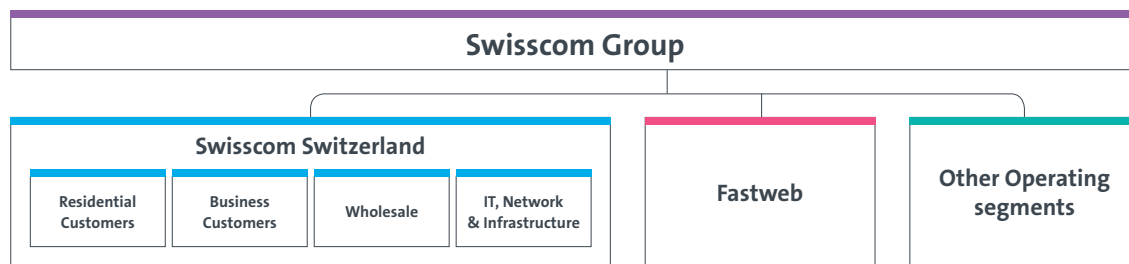 Swisscom Group
Swisscom Switzerland
Residential
Customers
Business
Customers
Wholesale
IT, Network
& Infrastructure
Fastweb
Other Operating
segments